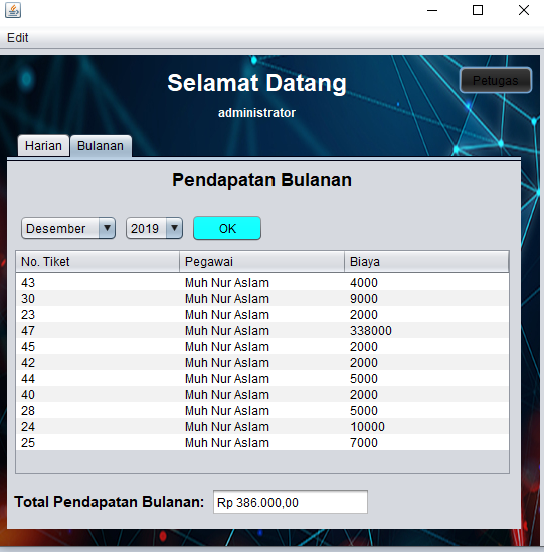 Edit
Selamat Datang
Petugas
administrator
Harian Bulanan
Pendapatan Bulanan
Desember 2019 OK
No. Tiket Pegawai Biaya
43 Muh Nur Aslam 4000
30 Muh Nur Aslam 9000
23 Muh Nur Aslam 2000
47 Muh Nur Aslam 338000
45 Muh Nur Aslam 2000
42 Muh Nur Aslam 2000
44 Muh Nur Aslam 5000
40 Muh Nur Aslam 2000
28 Muh Nur Aslam 5000
24 Muh Nur Aslam 10000
25 Muh Nur Aslam 7000
Total Pendapatan Bulanan: Rp 386.000,00